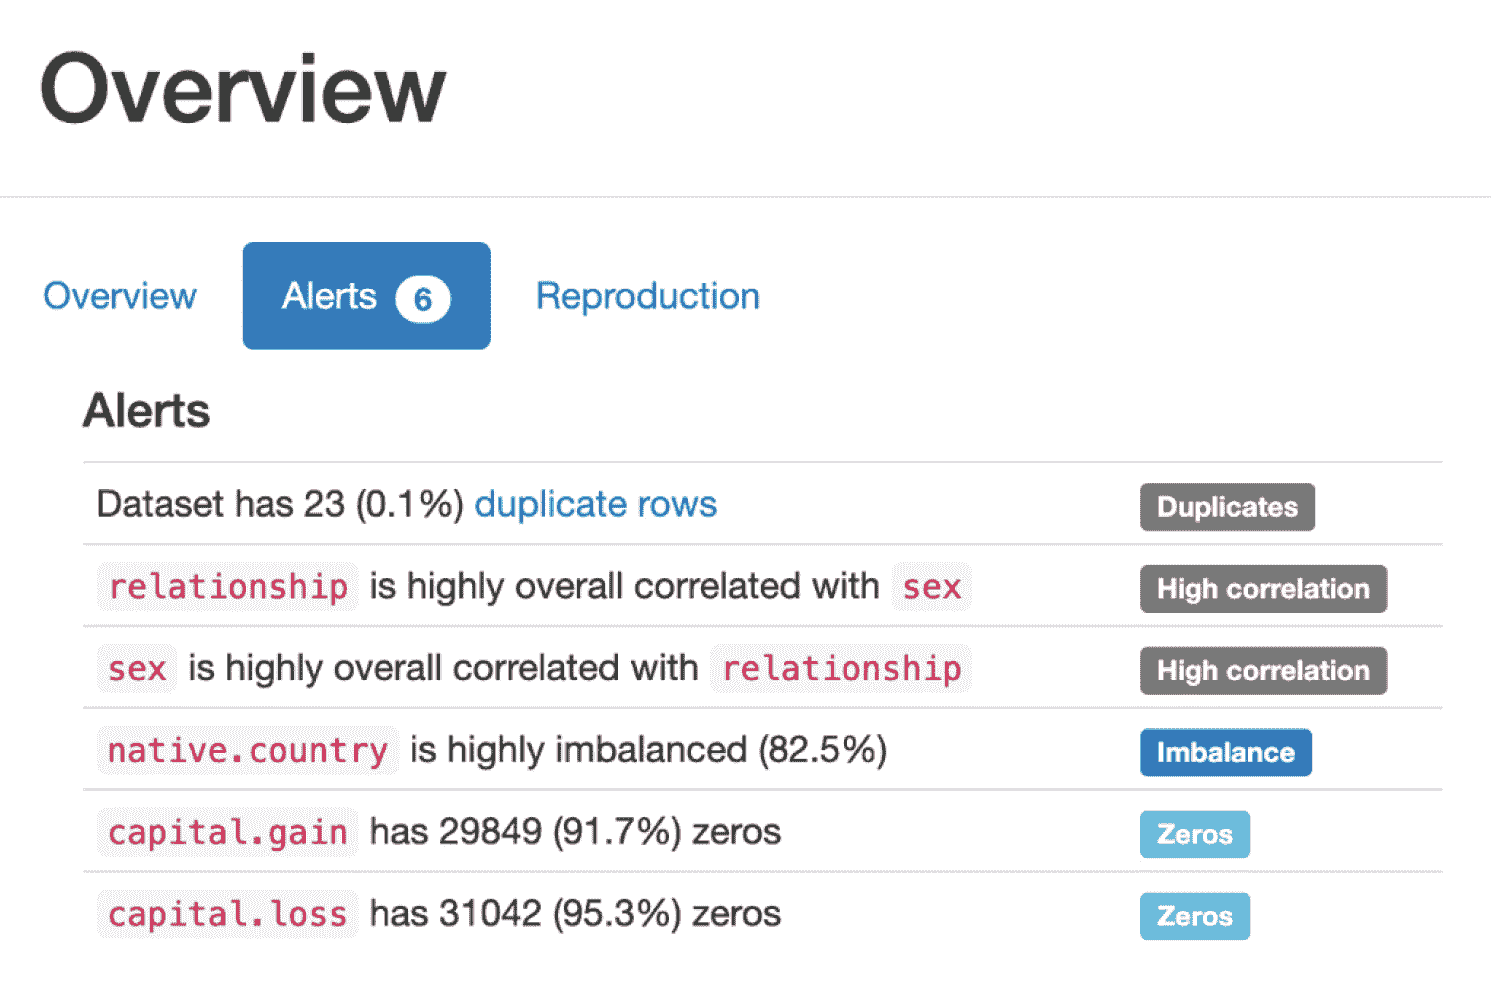 Overview
Overview Alerts 6 Reproduction
Alerts
Dataset has 23 (0.1%) duplicate rows Duplicates
relationship is highly overall correlated with sex High correlation
sex is highly overall correlated with relationship High correlation
native.country is highly imbalanced (82.5%) Imbalance
capital.gain has 29849 (91.7%) zeros Zeros
capital.loss has 31042 (95.3%) zeros Zeros